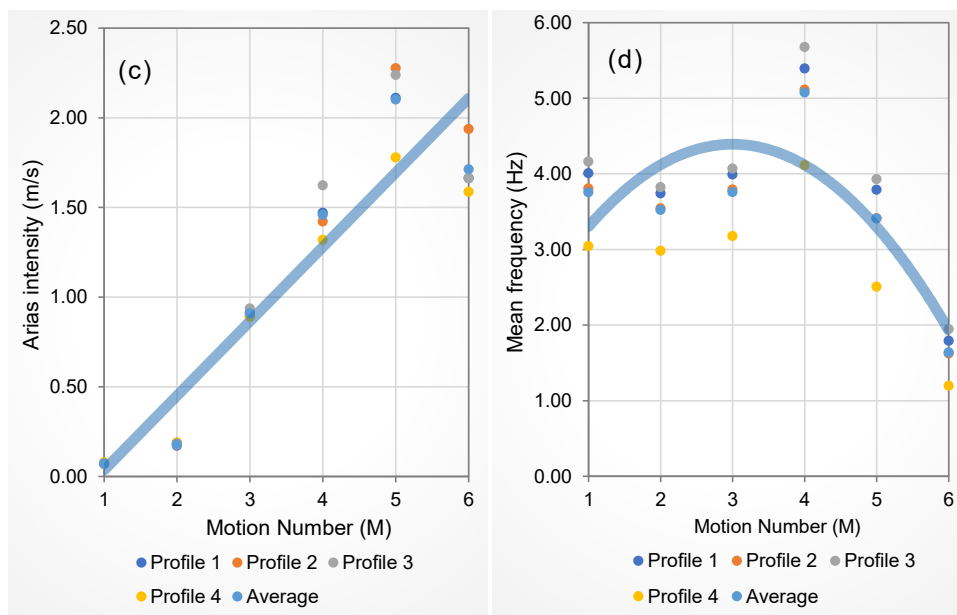 (c)
Arias intensity (m/s)
2.50
2.00
1.50
1.00
0.50
0.00
1 2 3 4 5 6
Motion Number (M)
Profile 1 Profile 2 Profile 3
Profile 4 Average
(d)
Mean frequency (Hz)
6.00
5.00
4.00
3.00
2.00
1.00
0.00
1 2 3 4 5 6
Motion Number (M)
Profile 1 Profile 2 Profile 3
Profile 4 Average